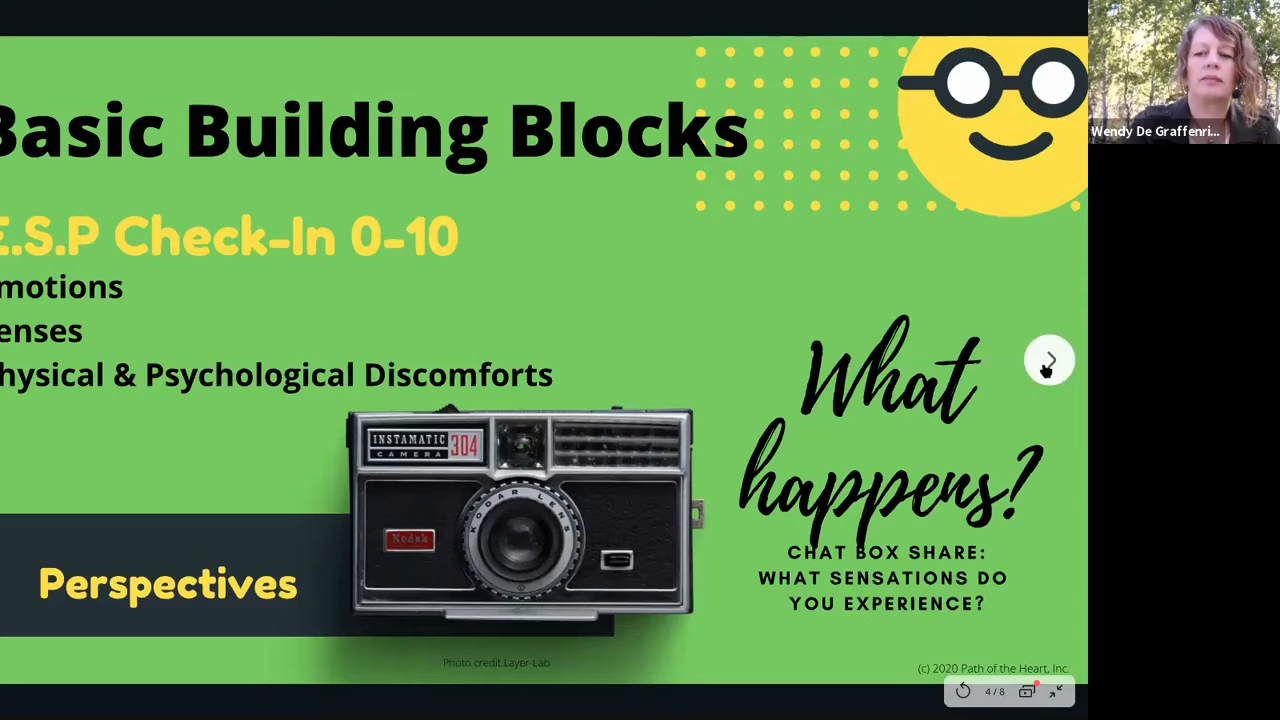 Basic Building Blocks
E.S.P Check-In 0-10
motions
enses
hysical & Psychological Discomforts
INSTAMATIC 304
CAMERA
KODAR LENS
Kodak
Perspectives
What
happens?
CHAT BOX SHARE:
WHAT SENSATIONS DO
YOU EXPERIENCE?
Photo credit Layer-Lab
(c) 2020 Path of the Heart, Inc.
4 / 8
Wendy De Graffenri...